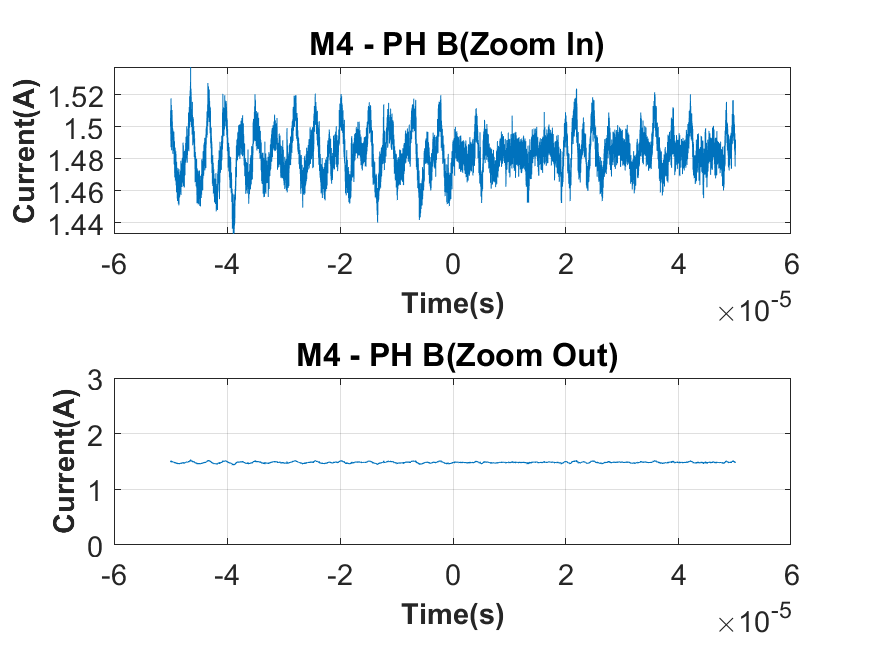 M4 - PH B(Zoom In)
Current(A)
1.52
1.5
1.48
1.46
1.44
-6 -4 -2 0 2 4 6
Time(s)
×10-5
M4 - PH B(Zoom Out)
Current(A)
3
2
1
0
-6 -4 -2 0 2 4 6
Time(s)
×10-5